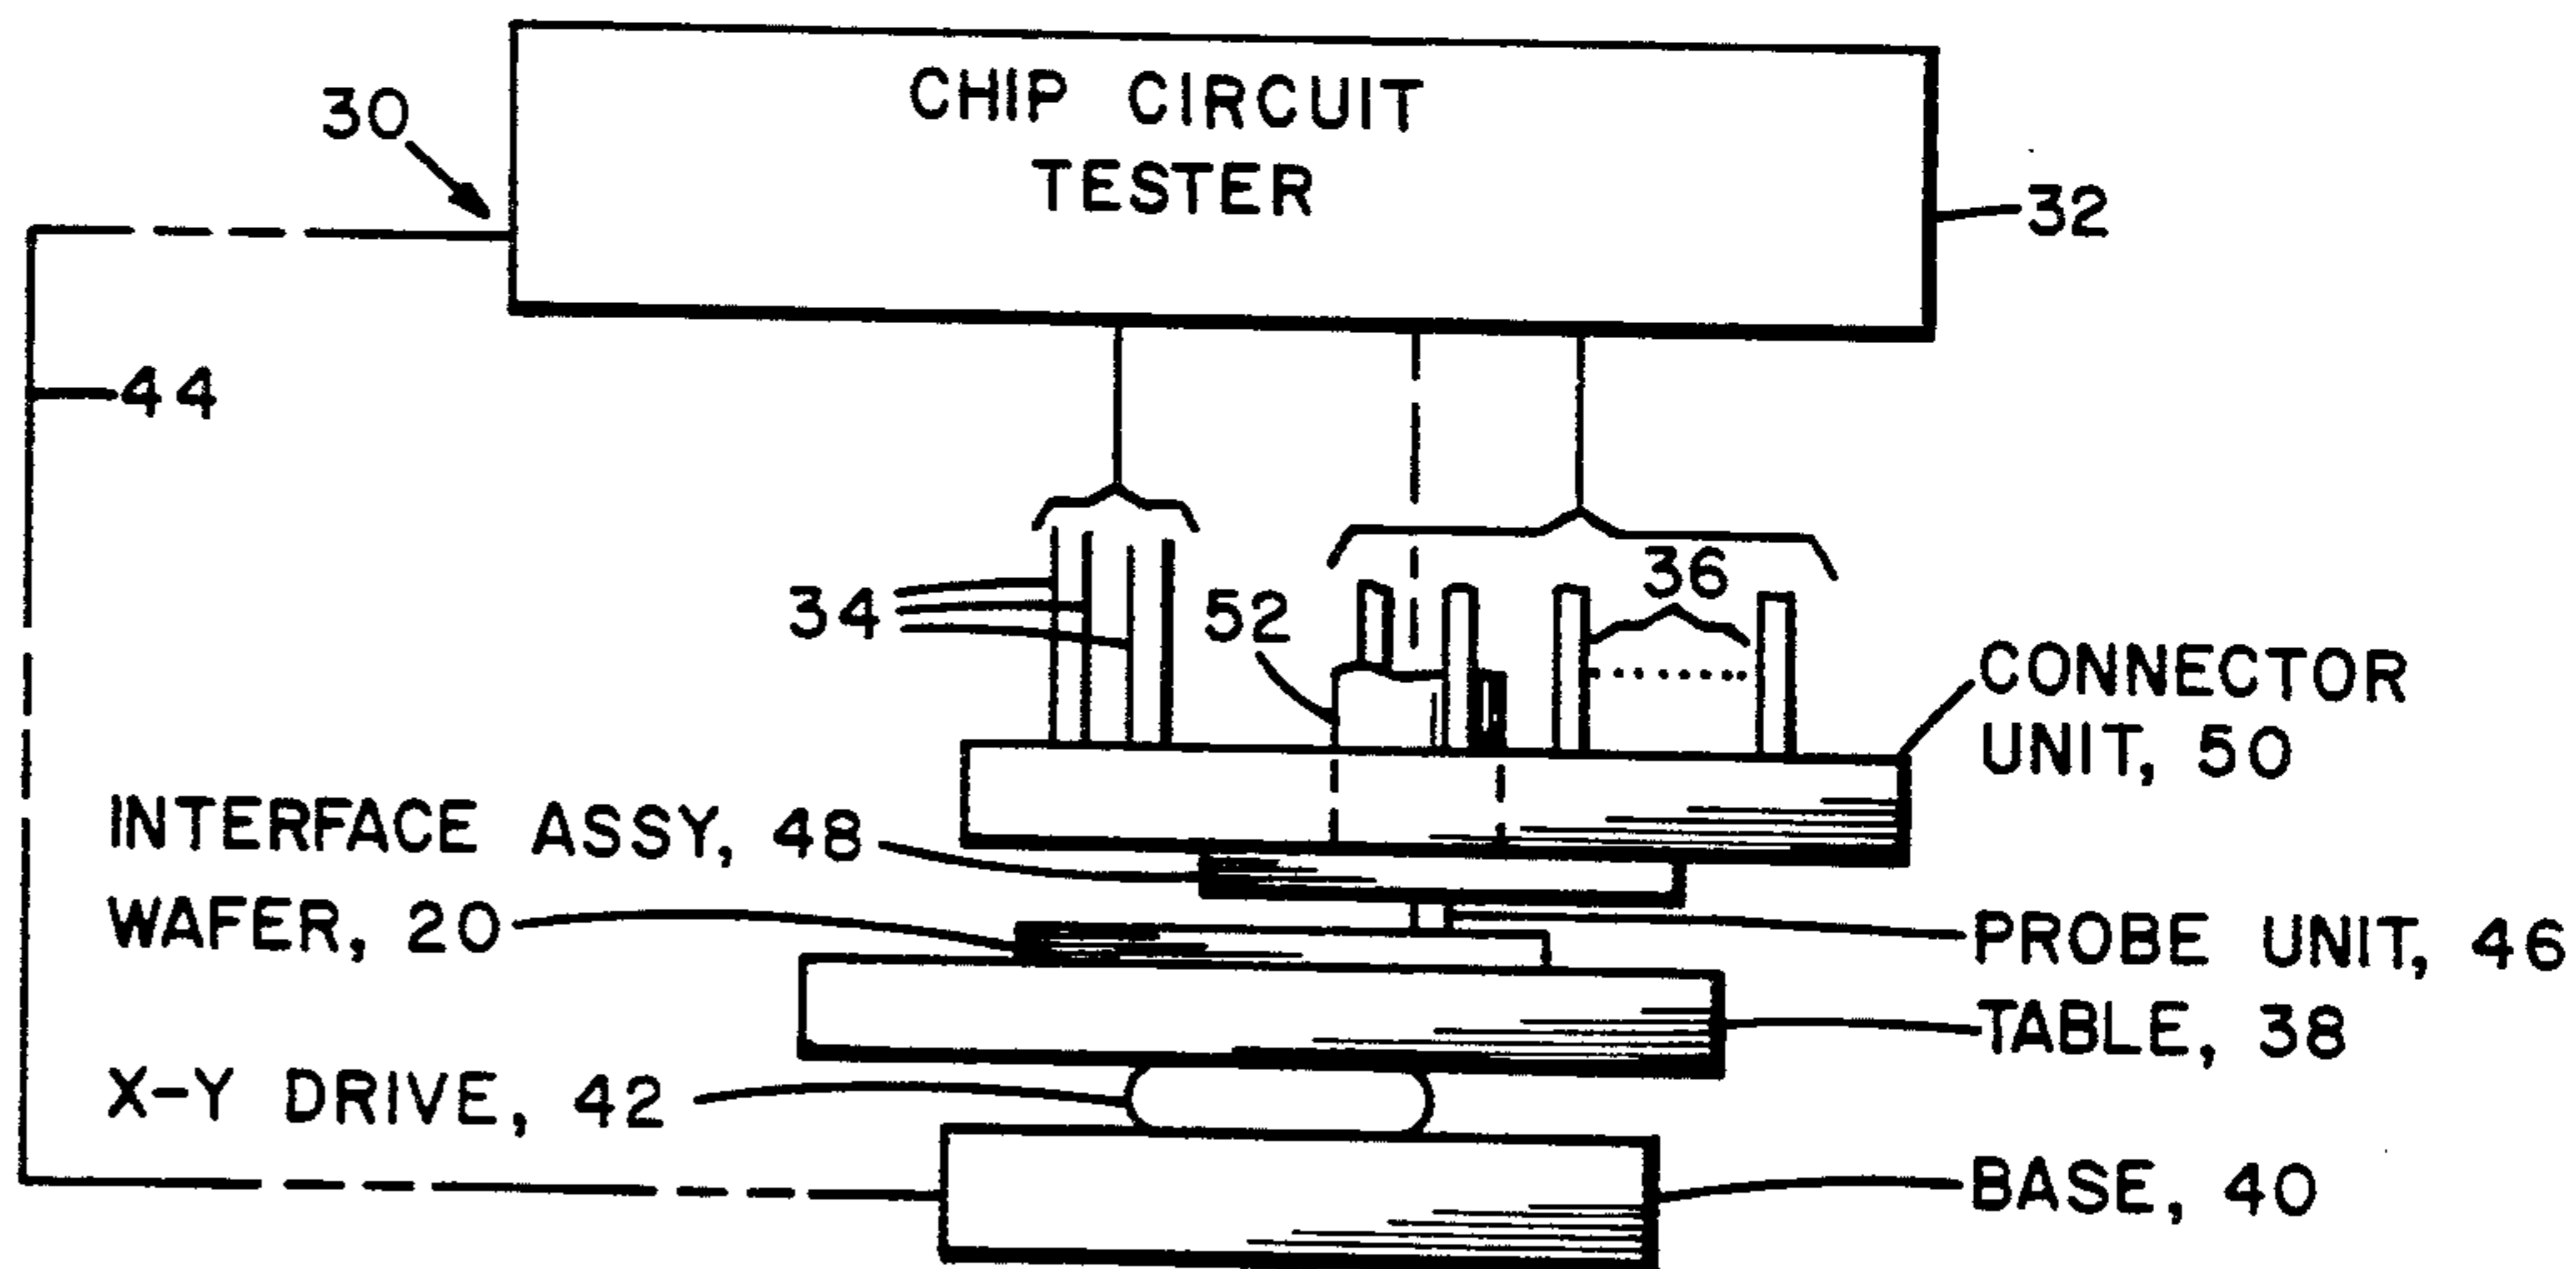 CHIP CIRCUIT
TESTER
30
32
44
34
52
36
CONNECTOR
UNIT, 50
INTERFACE ASSY, 48
WAFER, 20
PROBE UNIT, 46
TABLE, 38
X-Y DRIVE, 42
BASE, 40